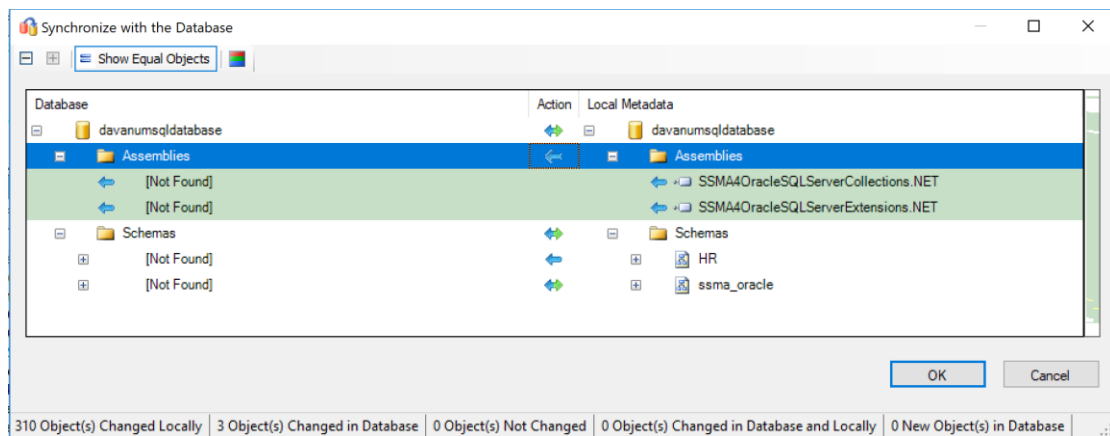 Synchronize with the Database
Show Equal Objects
Database Action Local Metadata
davanumsqldatabase davanumsqldatabase
Assemblies Assemblies
[Not Found] SSMA4OracleSQLServerCollections.NET
[Not Found] SSMA4OracleSQLServerExtensions.NET
Schemas Schemas
[Not Found] HR
[Not Found] ssma_oracle
OK Cancel
310 Object(s) Changed Locally 3 Object(s) Changed in Database 0 Object(s) Not Changed 0 Object(s) Changed in Database and Locally 0 New Object(s) in Database